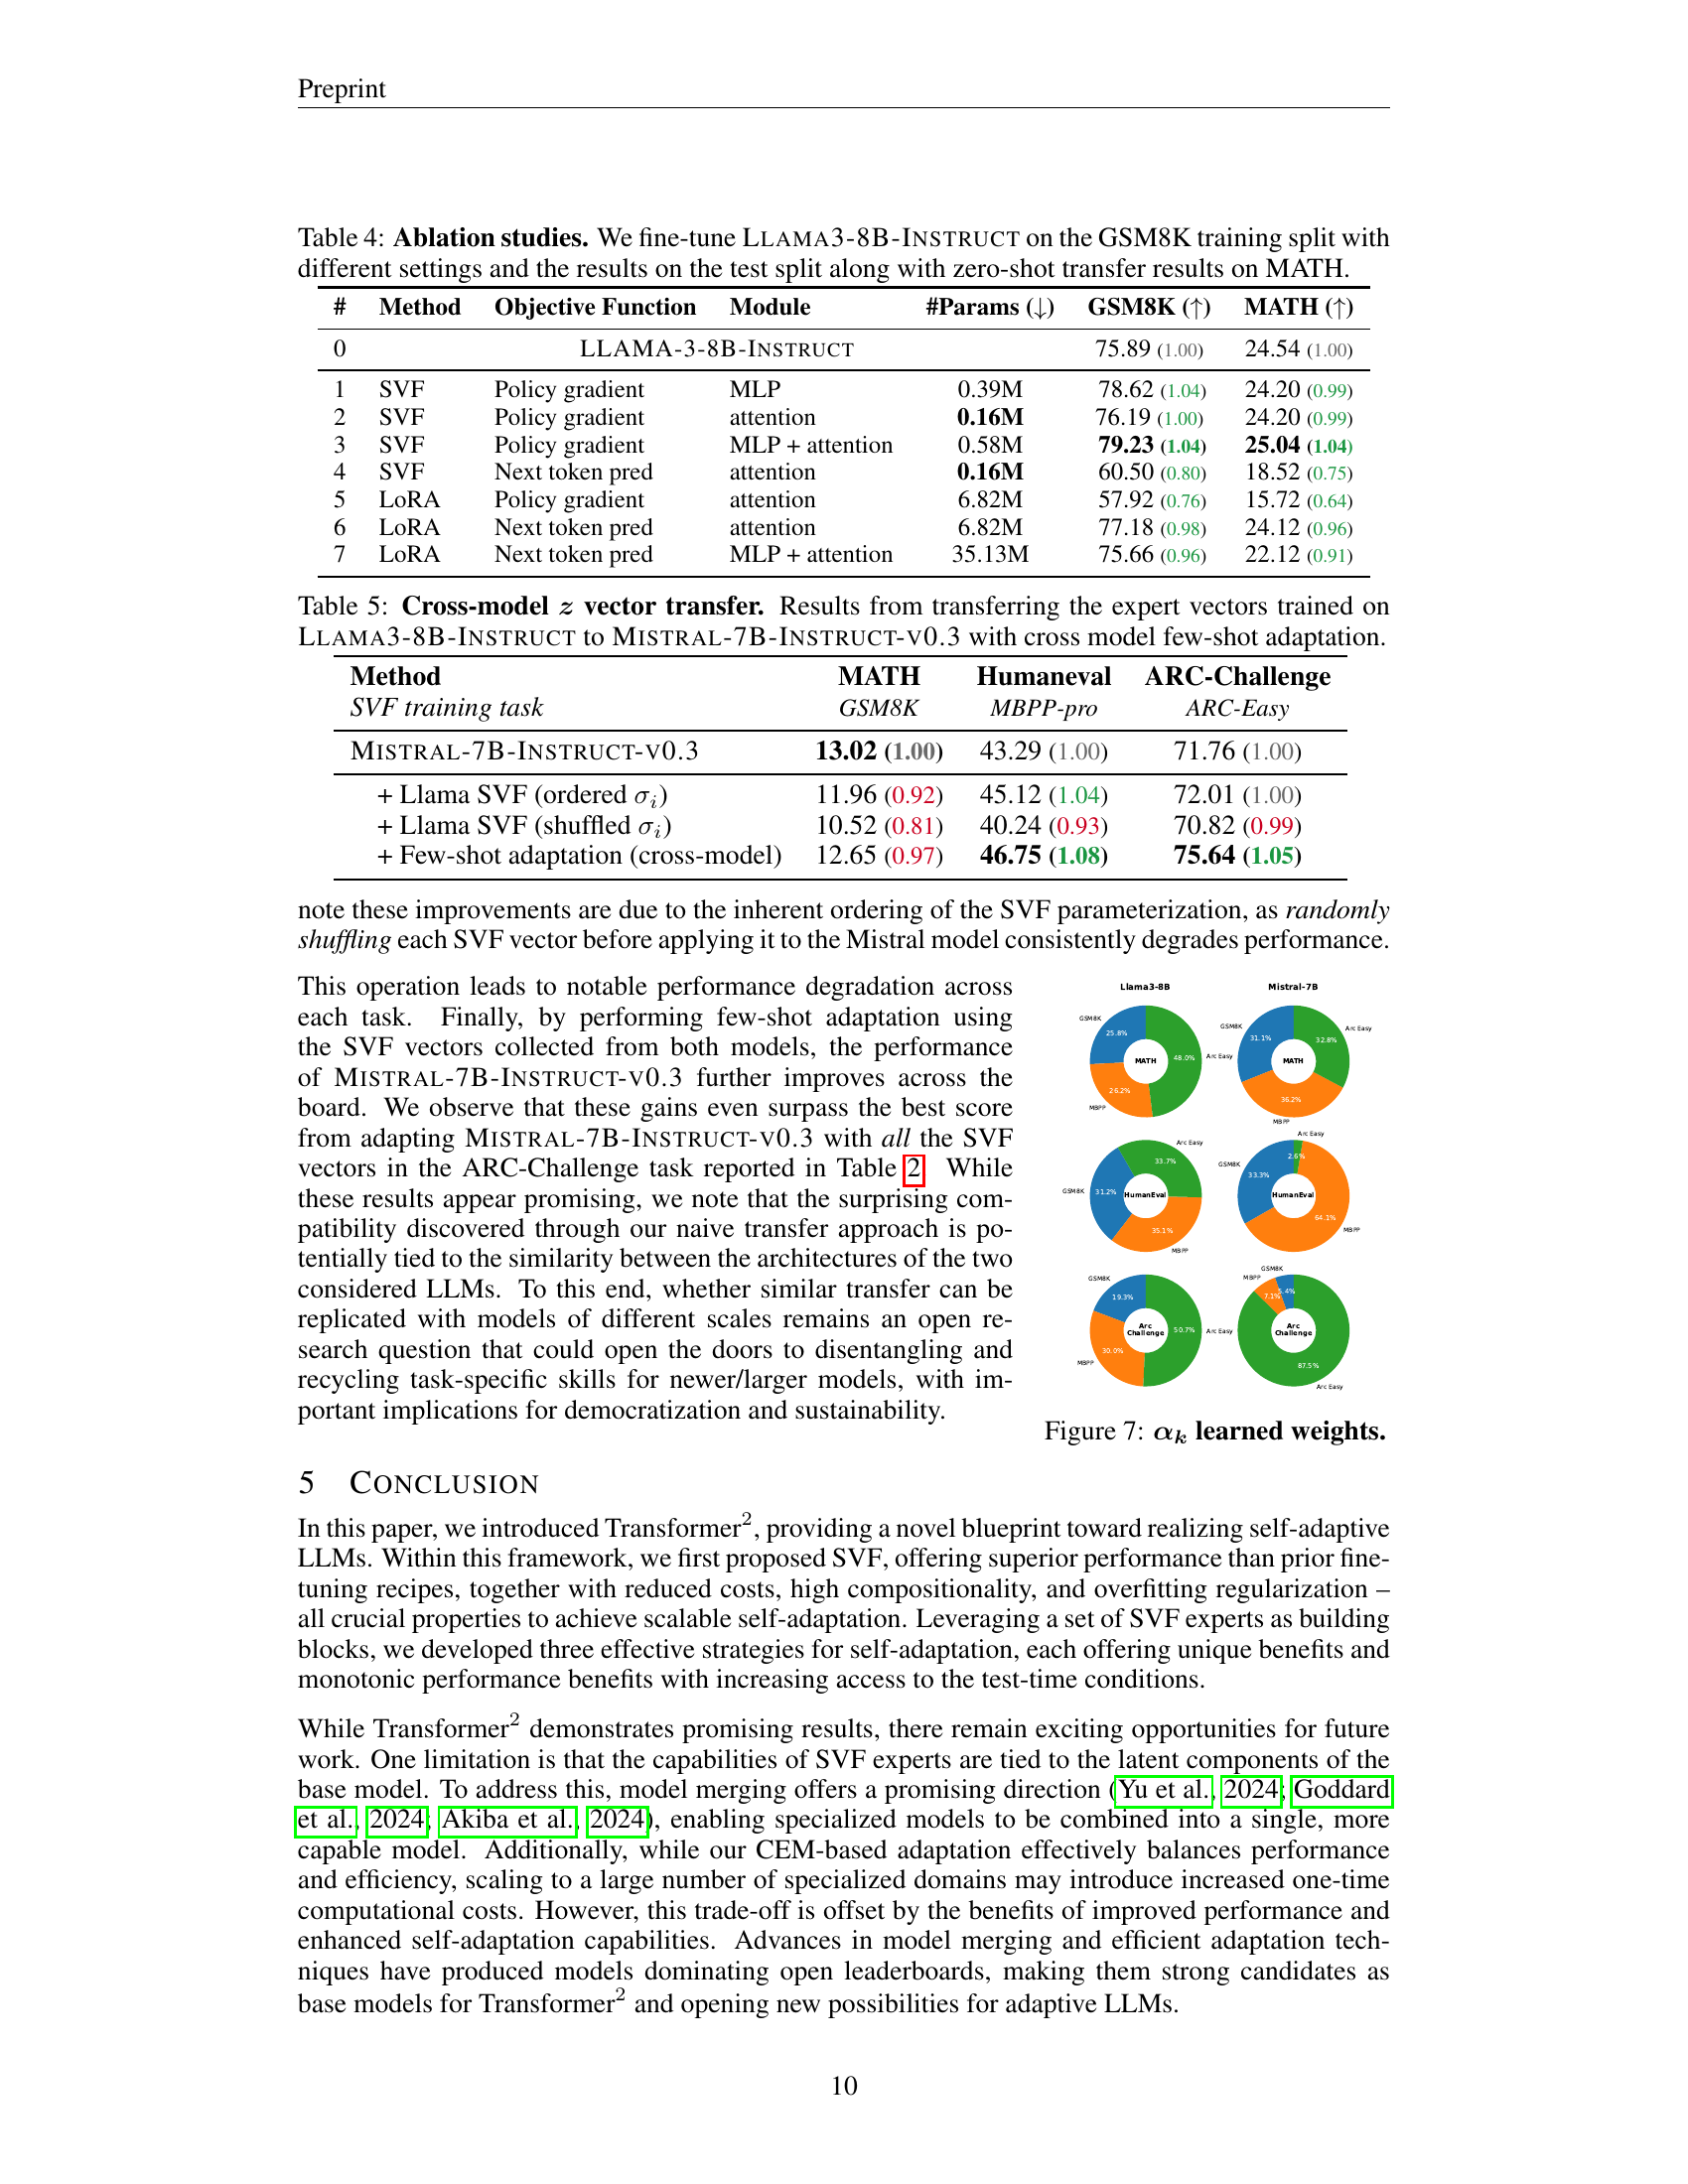 Preprint
Table 4: Ablation studies. We fine-tune LLAMA3-8B-INSTRUCT on the GSM8K training split with
different settings and the results on the test split along with zero-shot transfer results on MATH.
# Method Objective Function Module #Params (↓) GSM8K (↑) MATH (↑)
0 LLAMA-3-8B-INSTRUCT 75.89 (1.00) 24.54 (1.00)
1 SVF Policy gradient MLP 0.39M 78.62 (1.04) 24.20 (0.99)
2 SVF Policy gradient attention 0.16M 76.19 (1.00) 24.20 (0.99)
3 SVF Policy gradient MLP + attention 0.58M 79.23 (1.04) 25.04 (1.04)
4 SVF Next token pred attention 0.16M 60.50 (0.80) 18.52 (0.75)
5 LoRA Policy gradient attention 6.82M 57.92 (0.76) 15.72 (0.64)
6 LoRA Next token pred attention 6.82M 77.18 (0.98) 24.12 (0.96)
7 LoRA Next token pred MLP + attention 35.13M 75.66 (0.96) 22.12 (0.91)
Table 5: Cross-model z vector transfer. Results from transferring the expert vectors trained on
LLAMA3-8B-INSTRUCT to MISTRAL-7B-INSTRUCT-V0.3 with cross model few-shot adaptation.
Method MATH Humaneval ARC-Challenge
SVF training task GSM8K MBPP-pro ARC-Easy
MISTRAL-7B-INSTRUCT-V0.3 13.02 (1.00) 43.29 (1.00) 71.76 (1.00)
+ Llama SVF (ordered σi) 11.96 (0.92) 45.12 (1.04) 72.01 (1.00)
+ Llama SVF (shuffled σi) 10.52 (0.81) 40.24 (0.93) 70.82 (0.99)
+ Few-shot adaptation (cross-model) 12.65 (0.97) 46.75 (1.08) 75.64 (1.05)
note these improvements are due to the inherent ordering of the SVF parameterization, as randomly
shuffling each SVF vector before applying it to the Mistral model consistently degrades performance.
This operation leads to notable performance degradation across
each task. Finally, by performing few-shot adaptation using
the SVF vectors collected from both models, the performance
of MISTRAL-7B-INSTRUCT-V0.3 further improves across the
board. We observe that these gains even surpass the best score
from adapting MISTRAL-7B-INSTRUCT-V0.3 with all the SVF
vectors in the ARC-Challenge task reported in Table 2. While
these results appear promising, we note that the surprising com-
patibility discovered through our naive transfer approach is po-
tentially tied to the similarity between the architectures of the two
considered LLMs. To this end, whether similar transfer can be
replicated with models of different scales remains an open re-
search question that could open the doors to disentangling and
recycling task-specific skills for newer/larger models, with im-
portant implications for democratization and sustainability.
Llama3-8B Mistral-7B
GSM8K 25.8% MATH 48.0% Arc Easy 26.2% MBPP
GSM8K 31.1% MATH 32.8% Arc Easy 36.2% MBPP
Arc Easy 33.7% GSM8K 31.2% HumanEval 35.1% MBPP
Arc Easy 2.6% GSM8K 33.3% HumanEval 64.1% MBPP
GSM8K 19.3% Arc Challenge 50.7% Arc Easy 30.0% MBPP
GSM8K 5.4% MBPP 7.1% Arc Challenge 87.5% Arc Easy
Figure 7: αk learned weights.
5 CONCLUSION
In this paper, we introduced Transformer², providing a novel blueprint toward realizing self-adaptive
LLMs. Within this framework, we first proposed SVF, offering superior performance than prior fine-
tuning recipes, together with reduced costs, high compositionality, and overfitting regularization –
all crucial properties to achieve scalable self-adaptation. Leveraging a set of SVF experts as building
blocks, we developed three effective strategies for self-adaptation, each offering unique benefits and
monotonic performance benefits with increasing access to the test-time conditions.
While Transformer² demonstrates promising results, there remain exciting opportunities for future
work. One limitation is that the capabilities of SVF experts are tied to the latent components of the
base model. To address this, model merging offers a promising direction (Yu et al., 2024; Goddard
et al., 2024; Akiba et al., 2024), enabling specialized models to be combined into a single, more
capable model. Additionally, while our CEM-based adaptation effectively balances performance
and efficiency, scaling to a large number of specialized domains may introduce increased one-time
computational costs. However, this trade-off is offset by the benefits of improved performance and
enhanced self-adaptation capabilities. Advances in model merging and efficient adaptation tech-
niques have produced models dominating open leaderboards, making them strong candidates as
base models for Transformer² and opening new possibilities for adaptive LLMs.
10